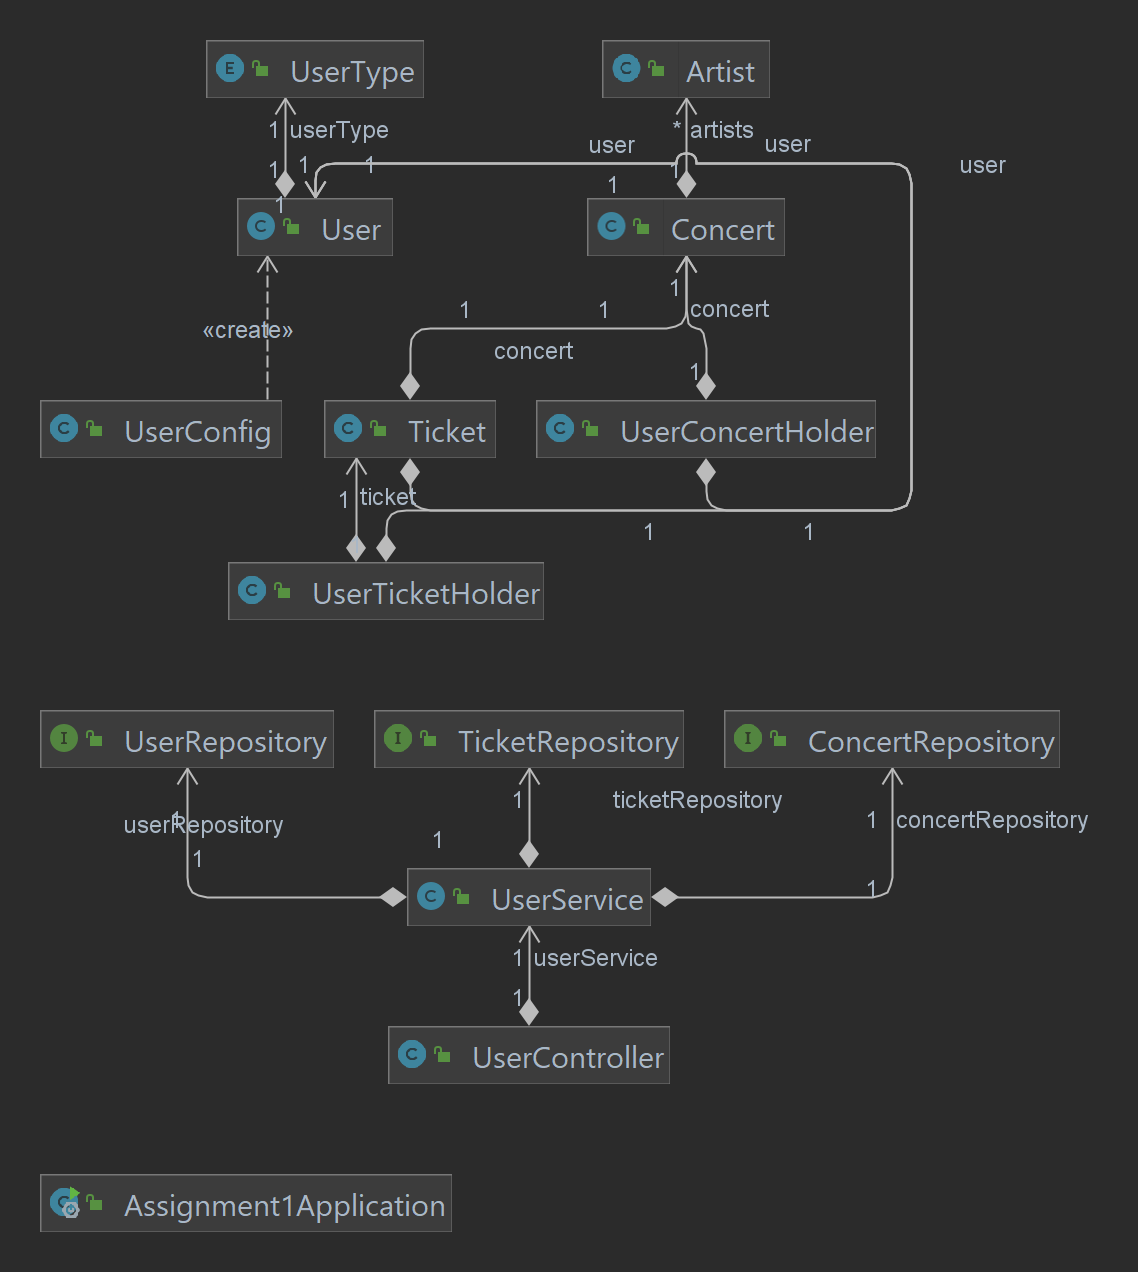 E UserType
C Artist
1 userType
* artists
user
user
1
1
1
1
user
1
1
C User
C Concert
1
«create»
1
1
concert
concert
1
C UserConfig
C Ticket
C UserConcertHolder
1 ticket
1
1
C UserTicketHolder
I UserRepository
I TicketRepository
I ConcertRepository
1
ticketRepository
1
userRepository
1 concertRepository
1
1
1
C UserService
1 userService
1
C UserController
C Assignment1Application